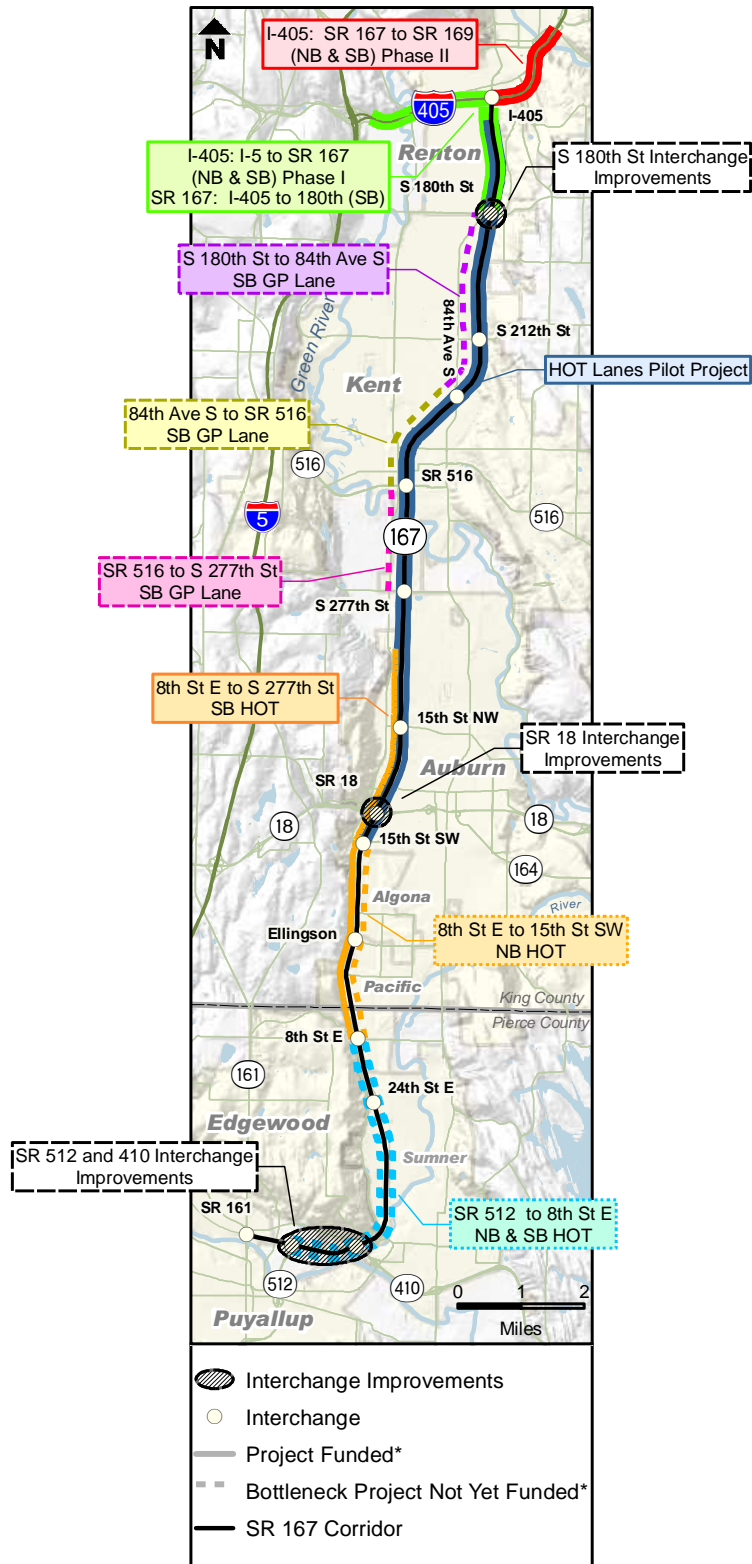 N
I-405: SR 167 to SR 169
(NB & SB) Phase II
405
I-405
Renton
I-405: I-5 to SR 167
(NB & SB) Phase I
SR 167: I-405 to 180th (SB)
S 180th St
S 180th St Interchange
Improvements
S 180th St to 84th Ave S
SB GP Lane
84th Ave S
S 212th St
Green River
Kent
HOT Lanes Pilot Project
84th Ave S to SR 516
SB GP Lane
516
SR 516
516
5
167
SR 516 to S 277th St
SB GP Lane
S 277th St
8th St E to S 277th St
SB HOT
15th St NW
SR 18 Interchange
Improvements
Auburn
SR 18
18
18
15th St SW
164
Algona
River
8th St E to 15th St SW
NB HOT
Ellingson
Pacific
King County
Pierce County
8th St E
161
24th St E
Edgewood
SR 512 and 410 Interchange
Improvements
Sumner
SR 161
SR 512 to 8th St E
NB & SB HOT
512
410
Puyallup
0 1 2
Miles
Interchange Improvements
Interchange
Project Funded*
Bottleneck Project Not Yet Funded*
SR 167 Corridor